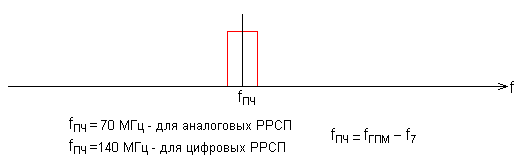 f
fПЧ
fПЧ = 70 МГц - для аналоговых РРСП
fПЧ =140 МГц - для цифровых РРСП
fПЧ = fГПМ – f7